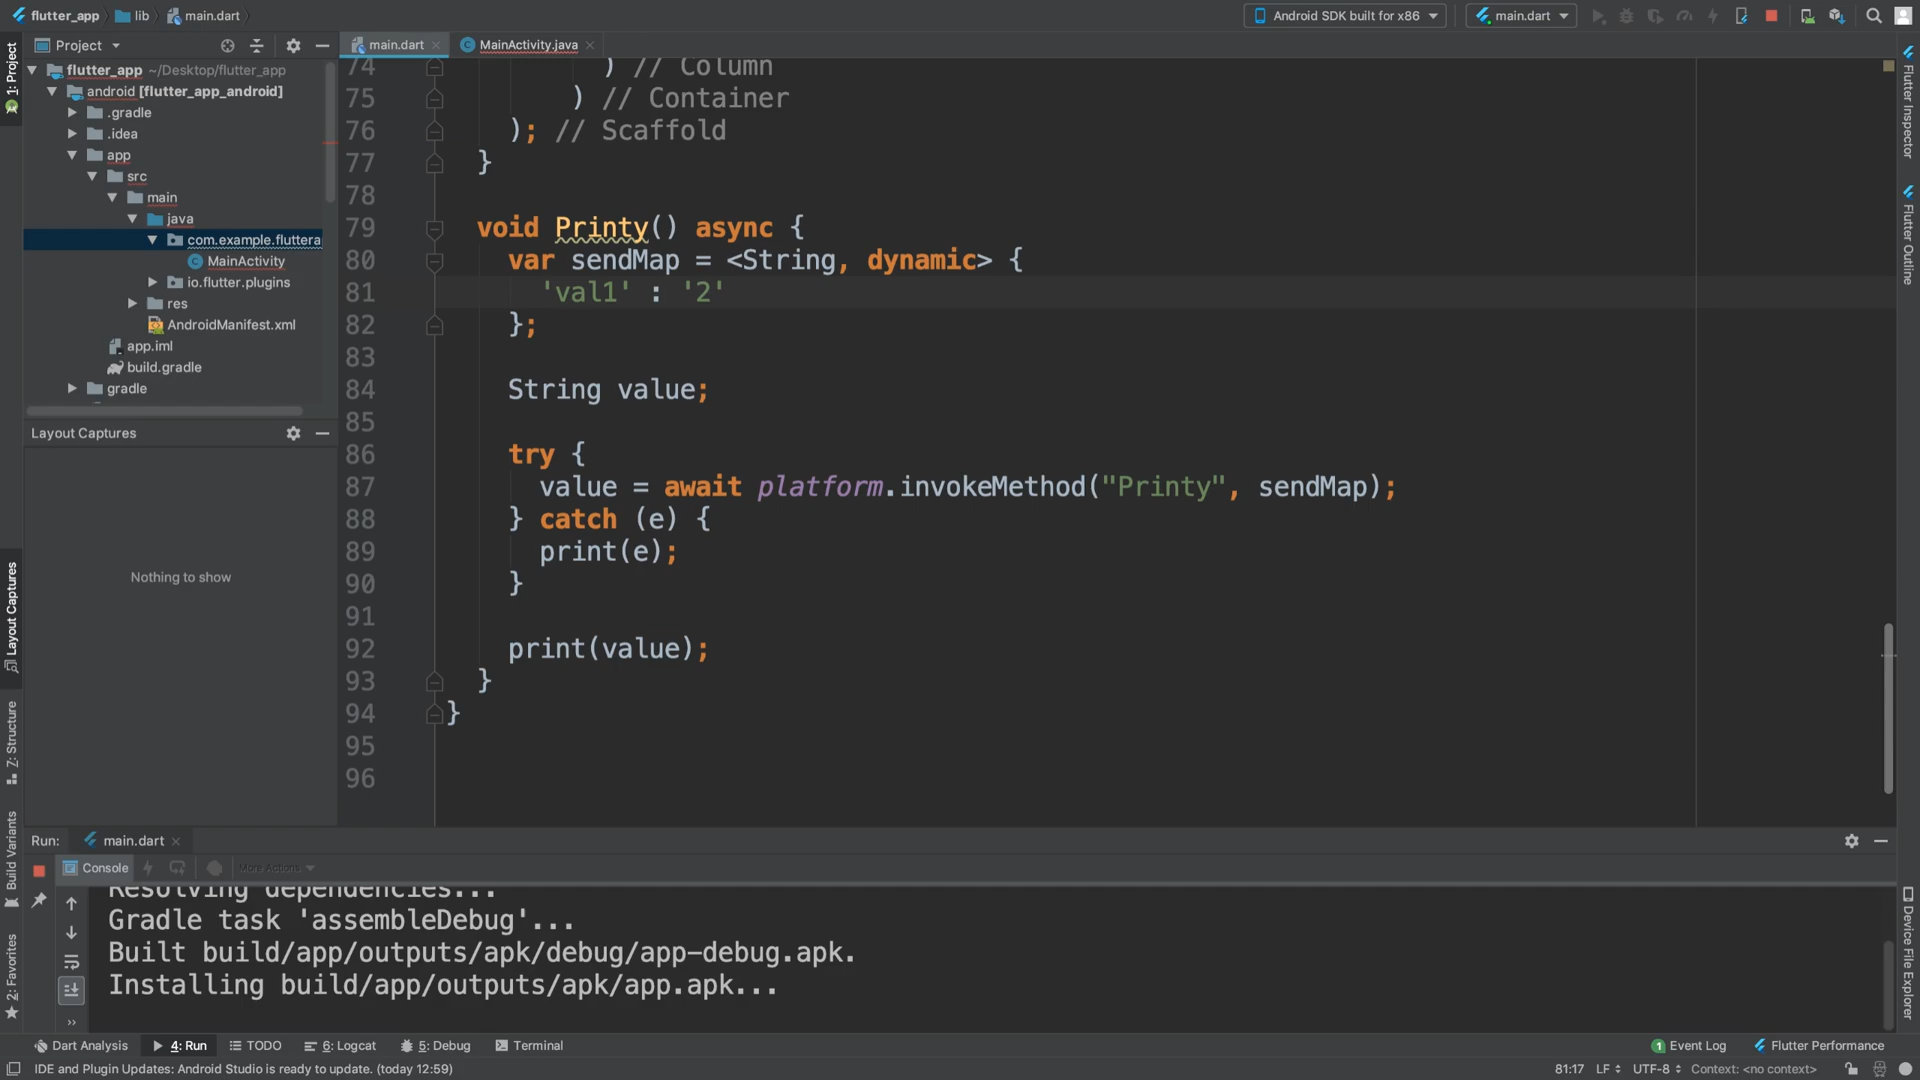 flutter_app
lib
main.dart
Android SDK built for x86
main.dart
1: Project
Project
main.dart
MainActivity.java
flutter_app ~/Desktop/flutter_app
android [flutter_app_android]
.gradle
.idea
app
src
main
java
com.example.fluttera
MainActivity
io.flutter.plugins
res
AndroidManifest.xml
app.iml
build.gradle
gradle
Layout Captures
Nothing to show
Layout Captures
Z: Structure
Build Variants
2: Favorites
74 ) // Column
75 ) // Container
76 ); // Scaffold
77 }
78
79 void Printy() async {
80 var sendMap = <String, dynamic> {
81 'val1' : '2'
82 };
83
84 String value;
85
86 try {
87 value = await platform.invokeMethod("Printy", sendMap);
88 } catch (e) {
89 print(e);
90 }
91
92 print(value);
93 }
94 }
95
96
Flutter Inspector
Flutter Outline
Device File Explorer
Run:
main.dart
Console
More Actions
Resolving dependencies...
Gradle task 'assembleDebug'...
Built build/app/outputs/apk/debug/app-debug.apk.
Installing build/app/outputs/apk/app.apk...
Dart Analysis
4: Run
TODO
6: Logcat
5: Debug
Terminal
1 Event Log
Flutter Performance
IDE and Plugin Updates: Android Studio is ready to update. (today 12:59)
81:17
LF
UTF-8
Context: <no context>